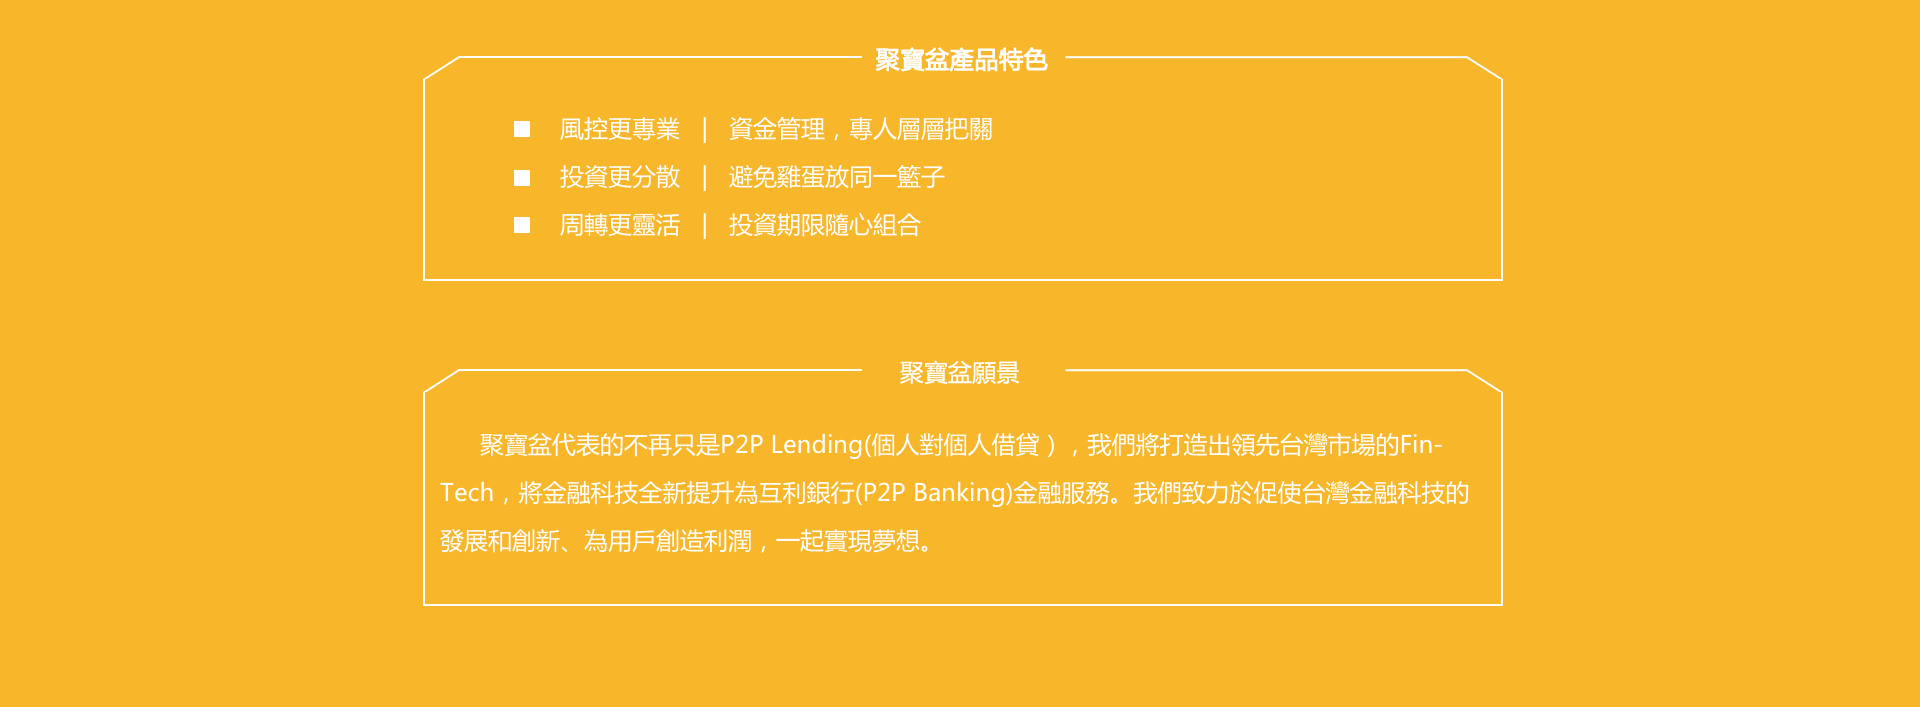 聚寶盆產品特色
■ 風控更專業 | 資金管理，專人層層把關
■ 投資更分散 | 避免雞蛋放同一籃子
■ 周轉更靈活 | 投資期限隨心組合
聚寶盆願景
聚寶盆代表的不再只是P2P Lending(個人對個人借貸），我們將打造出領先台灣市場的Fin-
Tech，將金融科技全新提升為互利銀行(P2P Banking)金融服務。我們致力於促使台灣金融科技的
發展和創新、為用戶創造利潤，一起實現夢想。